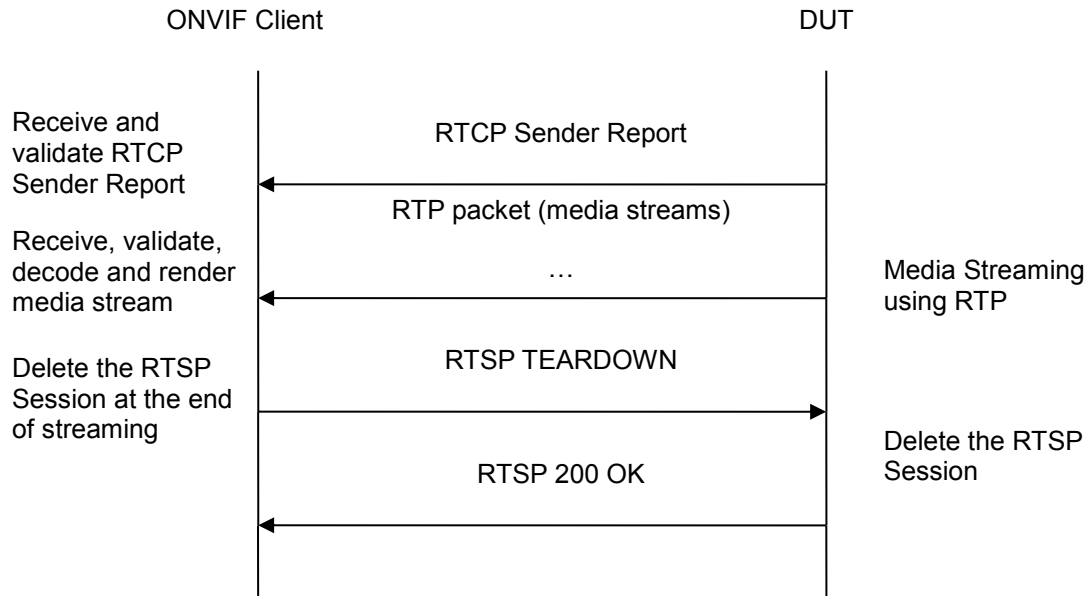 ONVIF Client
DUT
Receive and
validate RTCP
Sender Report
RTCP Sender Report
RTP packet (media streams)
Receive, validate,
decode and render
media stream
…
Media Streaming
using RTP
RTSP TEARDOWN
Delete the RTSP
Session at the end
of streaming
Delete the RTSP
Session
RTSP 200 OK